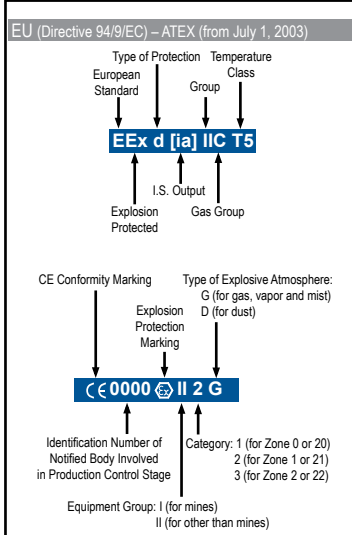 EU (Directive 94/9/EC) – ATEX (from July 1, 2003)
Type of Protection
Temperature
Class
European
Standard
Group
EEx d [ia] IIC T5
I.S. Output
Explosion
Protected
Gas Group
CE Conformity Marking
Type of Explosive Atmosphere:
G (for gas, vapor and mist)
D (for dust)
Explosion
Protection
Marking
CE 0000 Ex II 2 G
Identification Number of
Notified Body Involved
in Production Control Stage
Category: 1 (for Zone 0 or 20)
2 (for Zone 1 or 21)
3 (for Zone 2 or 22)
Equipment Group: I (for mines)
II (for other than mines)